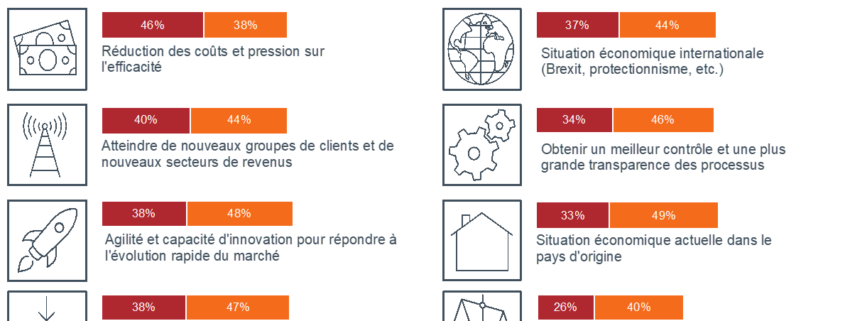 46% 38%
Réduction des coûts et pression sur
l'efficacité
40% 44%
Atteindre de nouveaux groupes de clients et de
nouveaux secteurs de revenus
38% 48%
Agilité et capacité d'innovation pour répondre à
l'évolution rapide du marché
38% 47%
37% 44%
Situation économique internationale
(Brexit, protectionnisme, etc.)
34% 46%
Obtenir un meilleur contrôle et une plus
grande transparence des processus
33% 49%
Situation économique actuelle dans le
pays d'origine
26% 40%